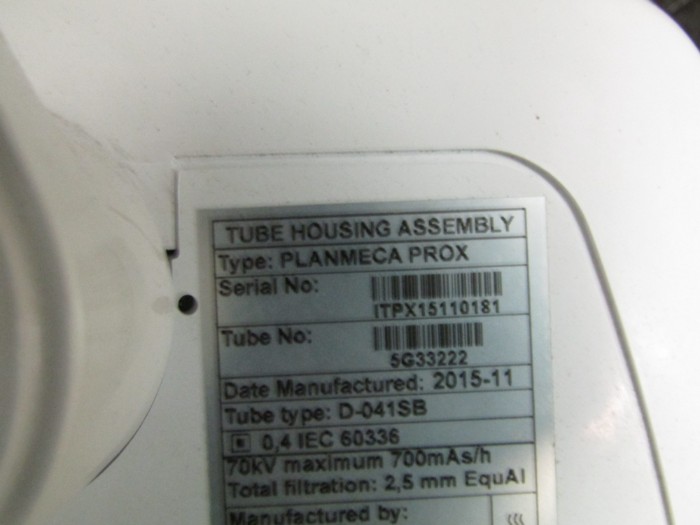 TUBE HOUSING ASSEMBLY
Type: PLANMECA PROX
Serial No:
ITPX15110181
Tube No:
5G33222
Date Manufactured: 2015-11
Tube type: D-041SB
0,4 IEC 60336
70kV maximum 700mAs/h
Total filtration: 2,5 mm EquAl
Manufactured by: